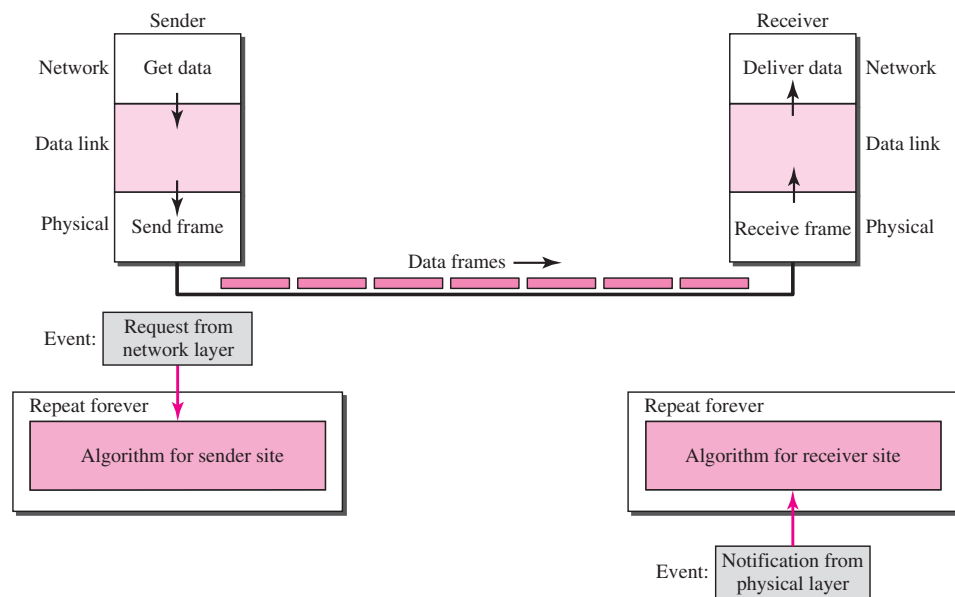 Sender
Receiver
Network
Get data
Deliver data
Network
Data link
Data link
Physical
Send frame
Receive frame
Physical
Data frames
Event:
Request from
network layer
Repeat forever
Algorithm for sender site
Repeat forever
Algorithm for receiver site
Event:
Notification from
physical layer